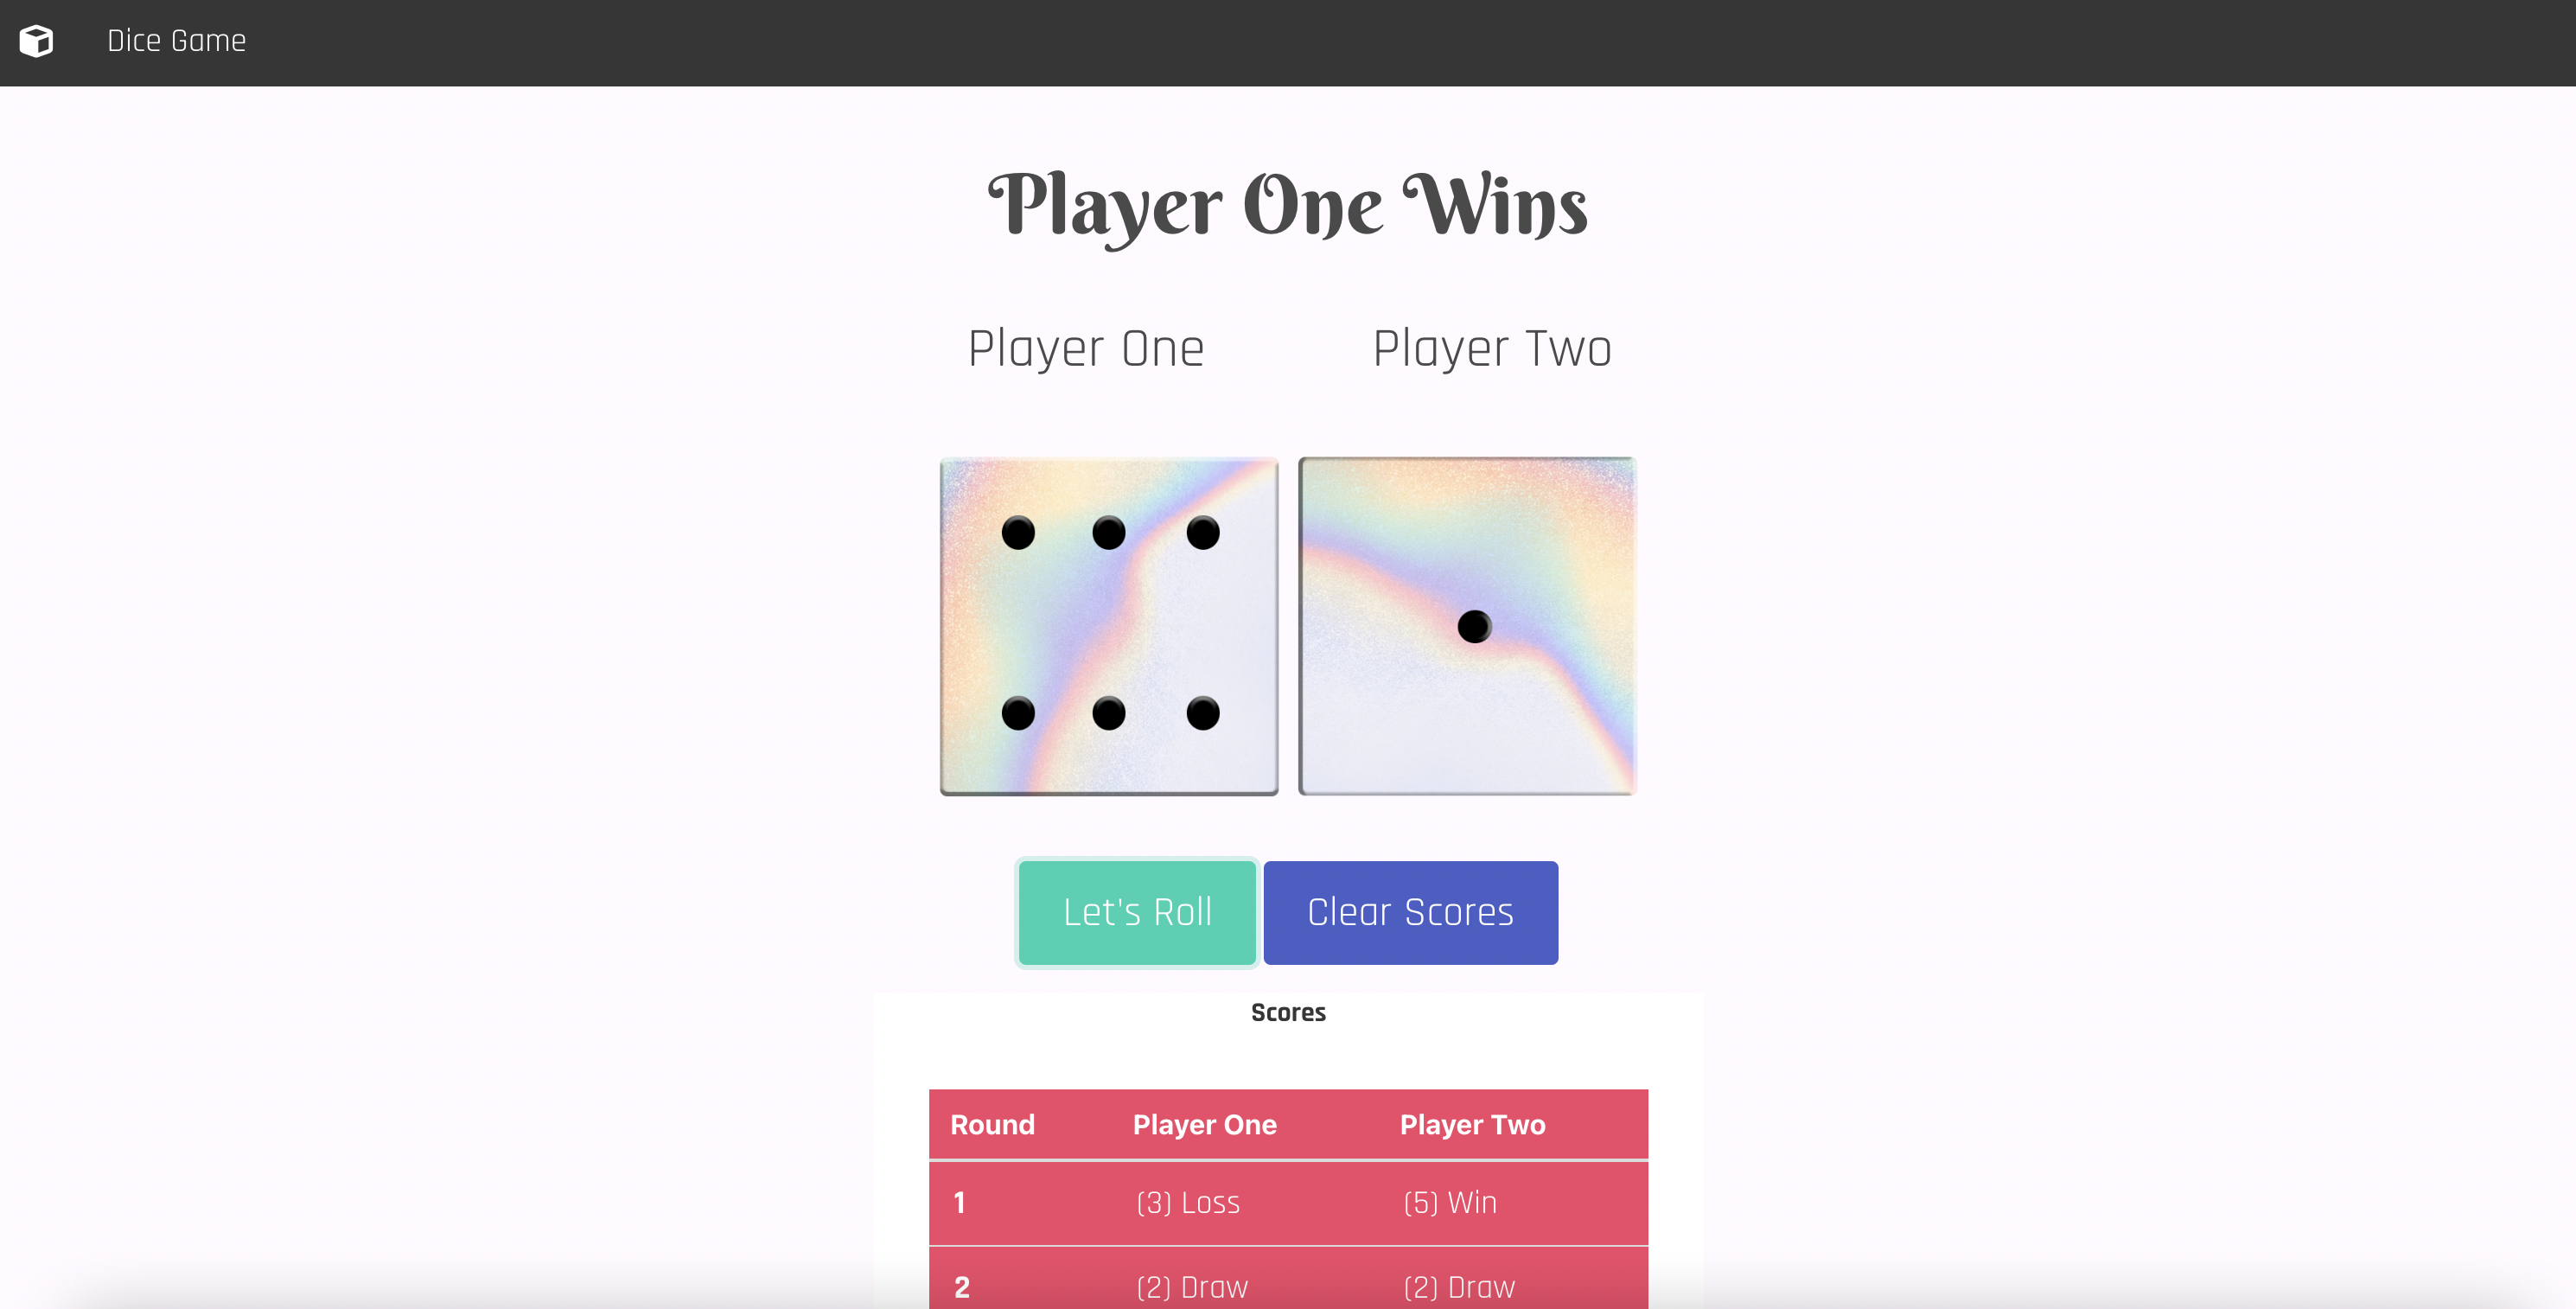 Dice Game
Player One Wins
Player One Player Two
Let's Roll Clear Scores
Scores
Round Player One Player Two
1 (3) Loss (5) Win
2 (2) Draw (2) Draw